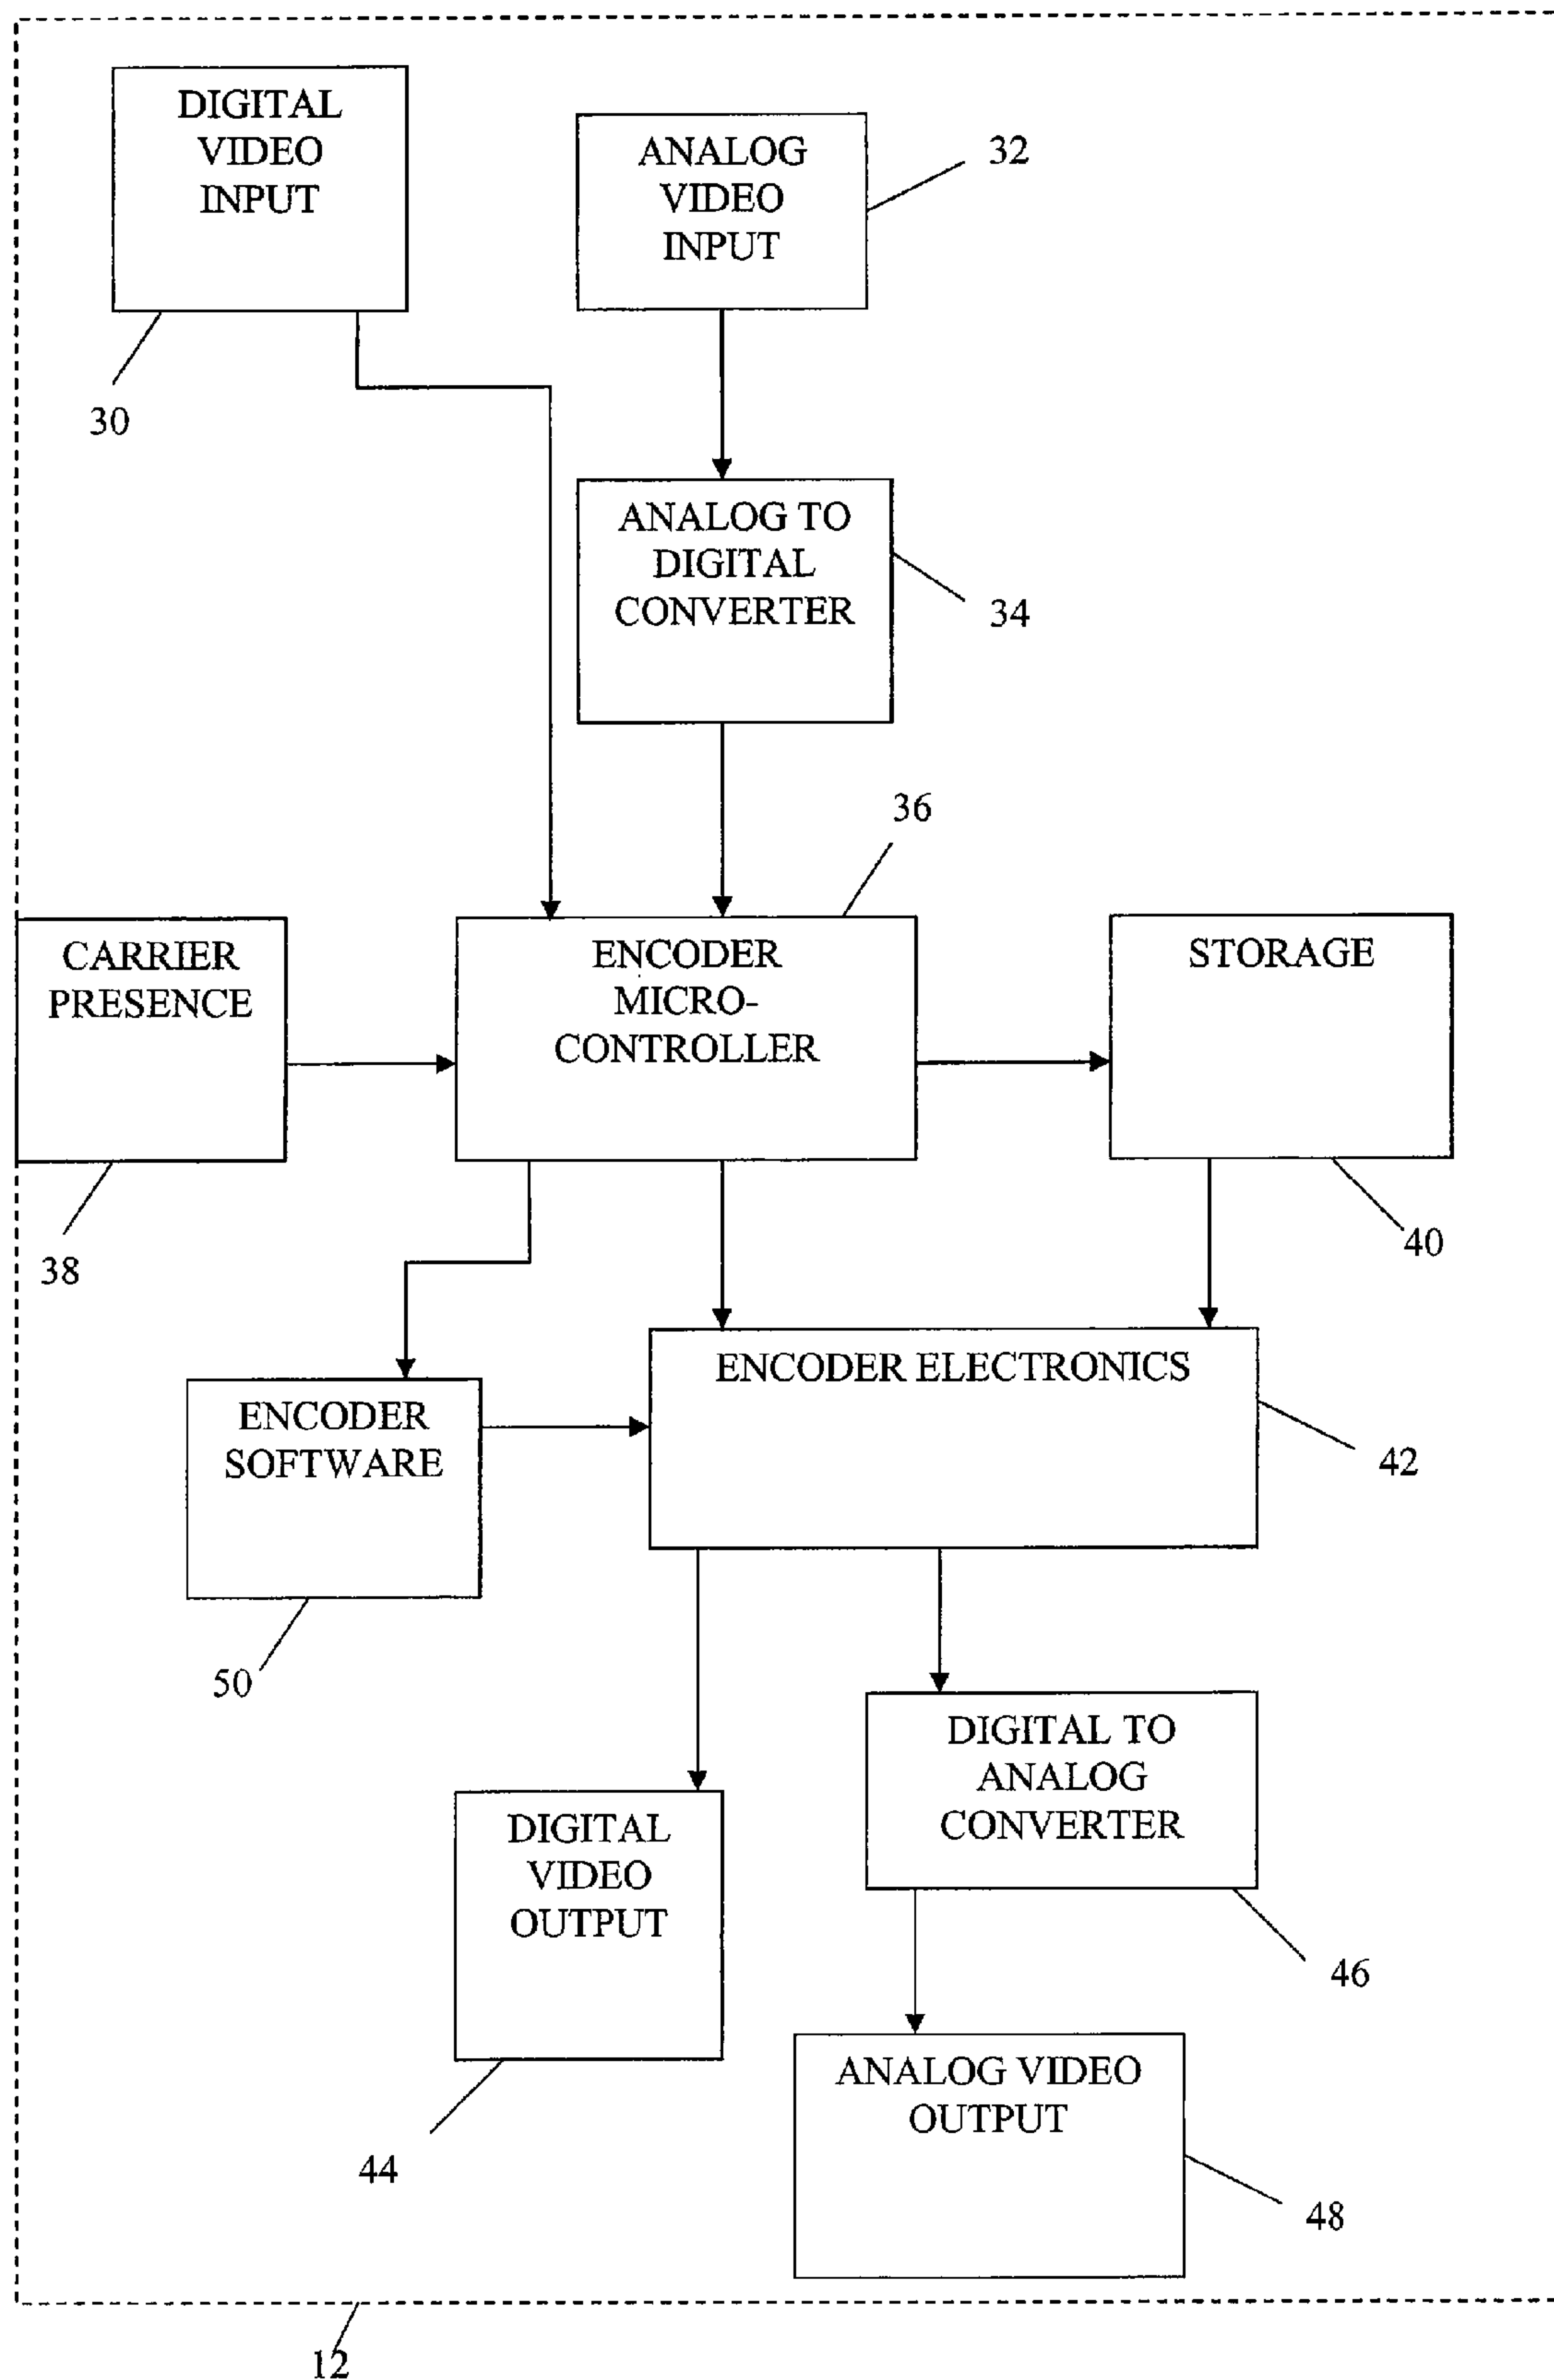 DIGITAL
VIDEO
INPUT
30
ANALOG
VIDEO
INPUT
32
ANALOG TO
DIGITAL
CONVERTER
34
36
CARRIER
PRESENCE
38
ENCODER
MICRO-
CONTROLLER
STORAGE
40
ENCODER ELECTRONICS
42
ENCODER
SOFTWARE
50
DIGITAL TO
ANALOG
CONVERTER
46
DIGITAL
VIDEO
OUTPUT
44
ANALOG VIDEO
OUTPUT
48
12